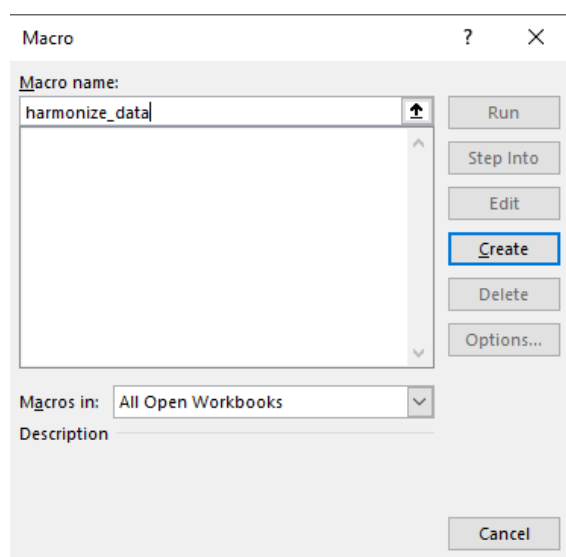 Macro ? ×
Macro name:
harmonize_data
Run
Step Into
Edit
Create
Delete
Options...
Macros in: All Open Workbooks
Description
Cancel